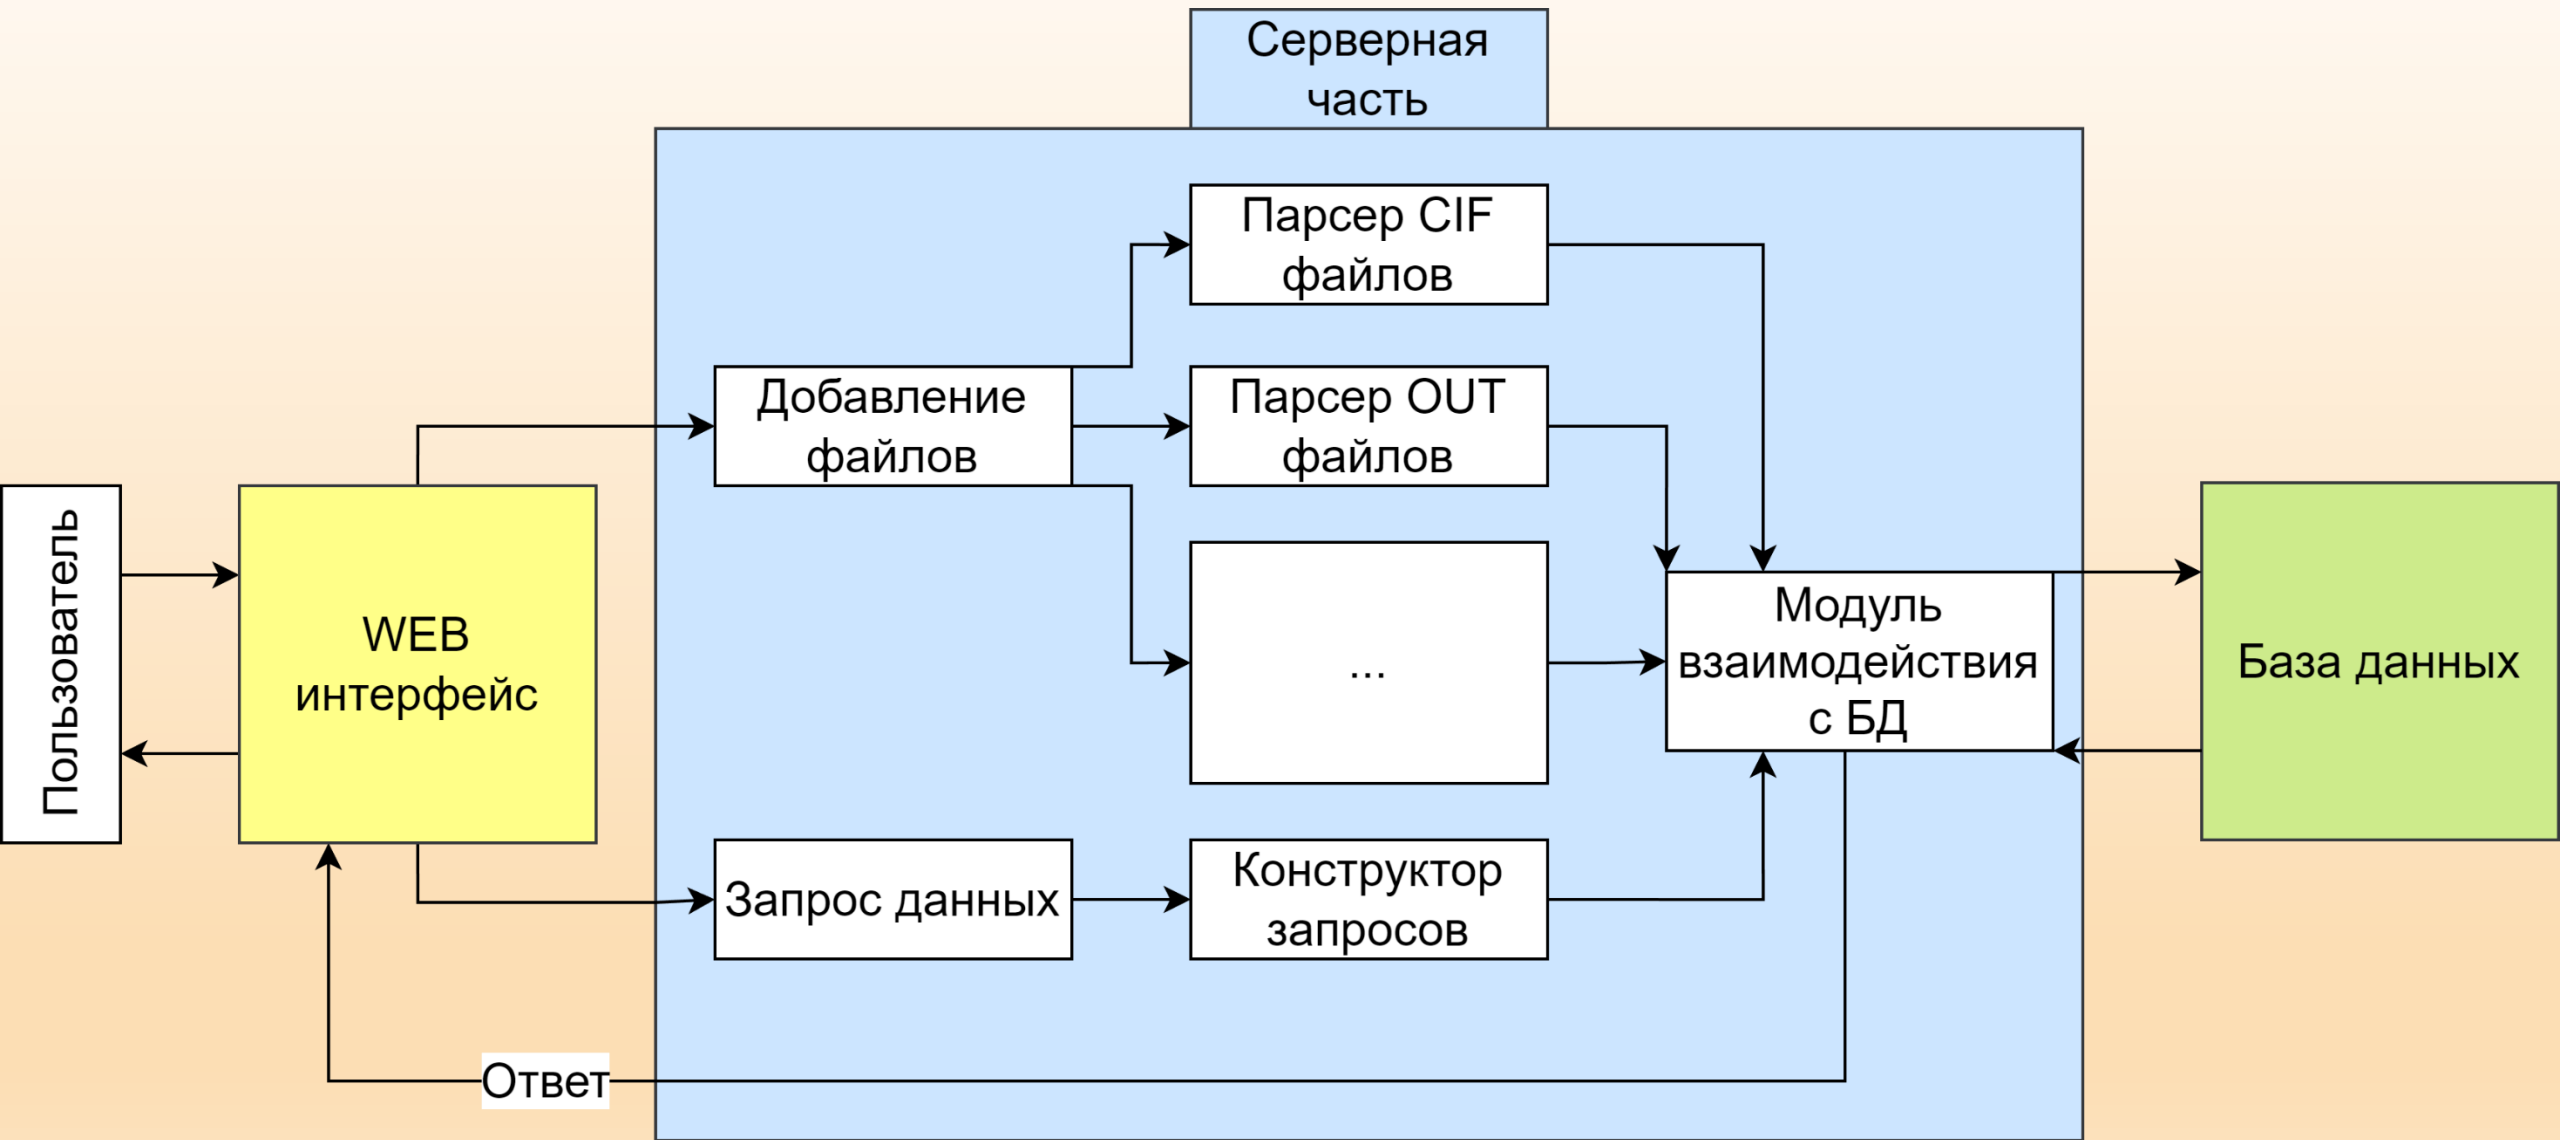 Серверная
часть
Парсер CIF
файлов
Добавление
файлов
Парсер OUT
файлов
Пользователь
WEB
интерфейс
...
Модуль
взаимодействия
с БД
База данных
Запрос данных
Конструктор
запросов
Ответ